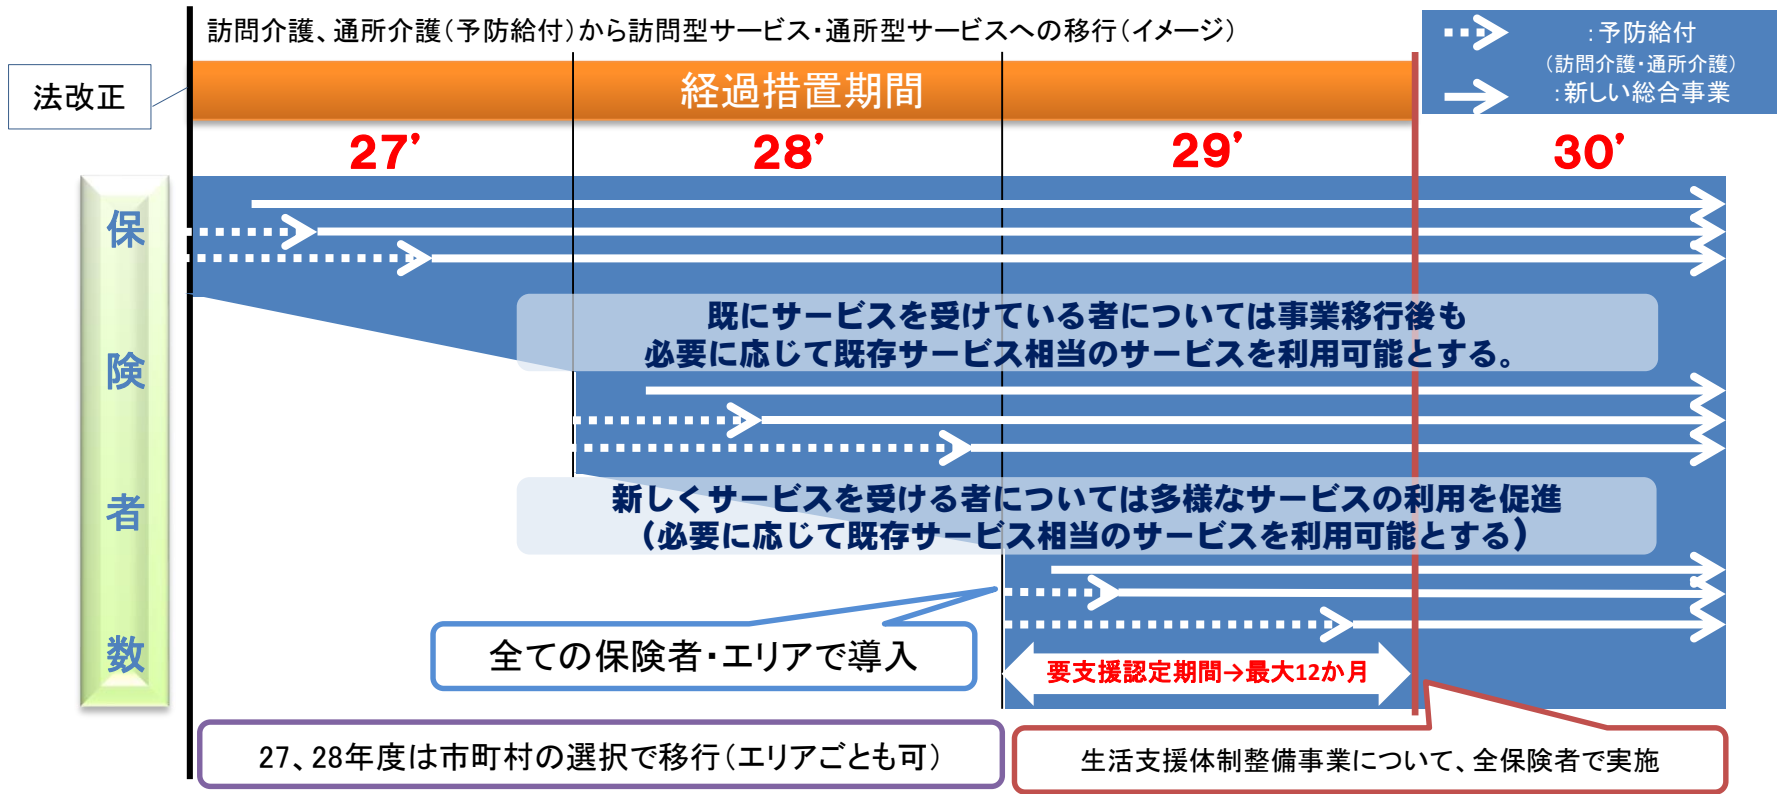 訪問介護、通所介護(予防給付)から訪問型サービス・通所型サービスへの移行(イメージ)
:予防給付
(訪問介護・通所介護)
:新しい総合事業
法改正
経過措置期間
27’
28’
29’
30’
保険者数
既にサービスを受けている者については事業移行後も
必要に応じて既存サービス相当のサービスを利用可能とする。
新しくサービスを受ける者については多様なサービスの利用を促進
(必要に応じて既存サービス相当のサービスを利用可能とする)
全ての保険者・エリアで導入
要支援認定期間→最大12か月
27、28年度は市町村の選択で移行(エリアごとも可)
生活支援体制整備事業について、全保険者で実施